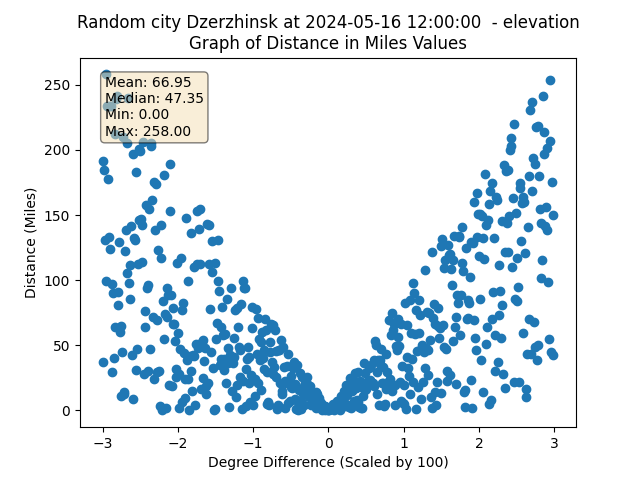 Random city Dzerzhinsk at 2024-05-16 12:00:00  - elevation
Graph of Distance in Miles Values
Mean: 66.95
Median: 47.35
Min: 0.00
Max: 258.00
250
200
150
100
50
0
Distance (Miles)
−3
−2
−1
0
1
2
3
Degree Difference (Scaled by 100)